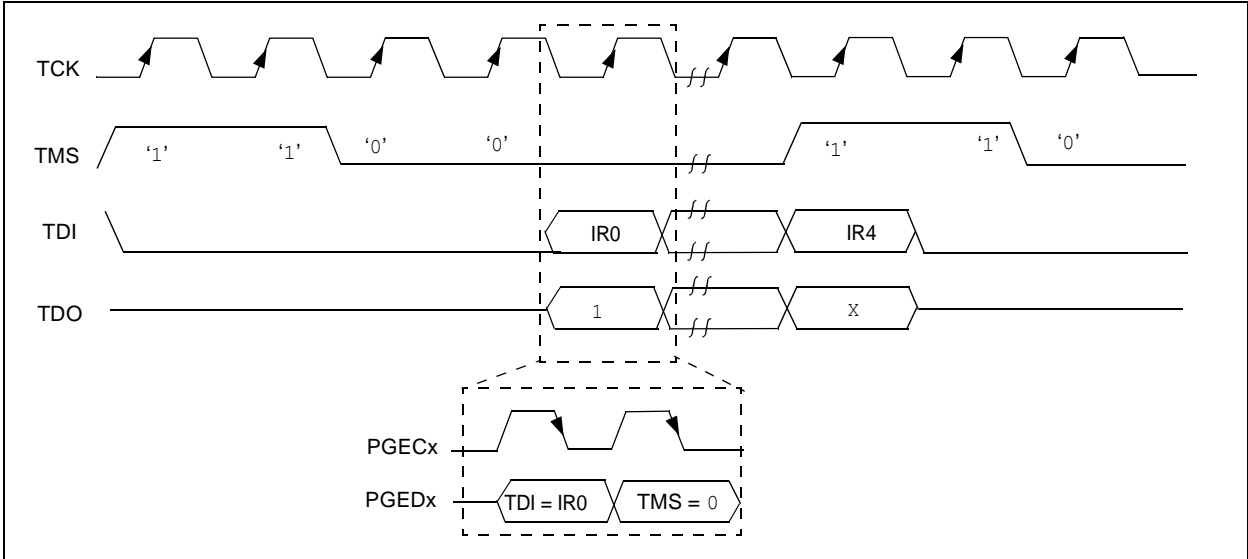 TCK
TMS ‘1’ ‘1’ ‘0’ ‘0’ ‘1’ ‘1’ ‘0’
TDI IR0 IR4
TDO 1 X
PGECx
PGEDx TDI = IR0 TMS = 0